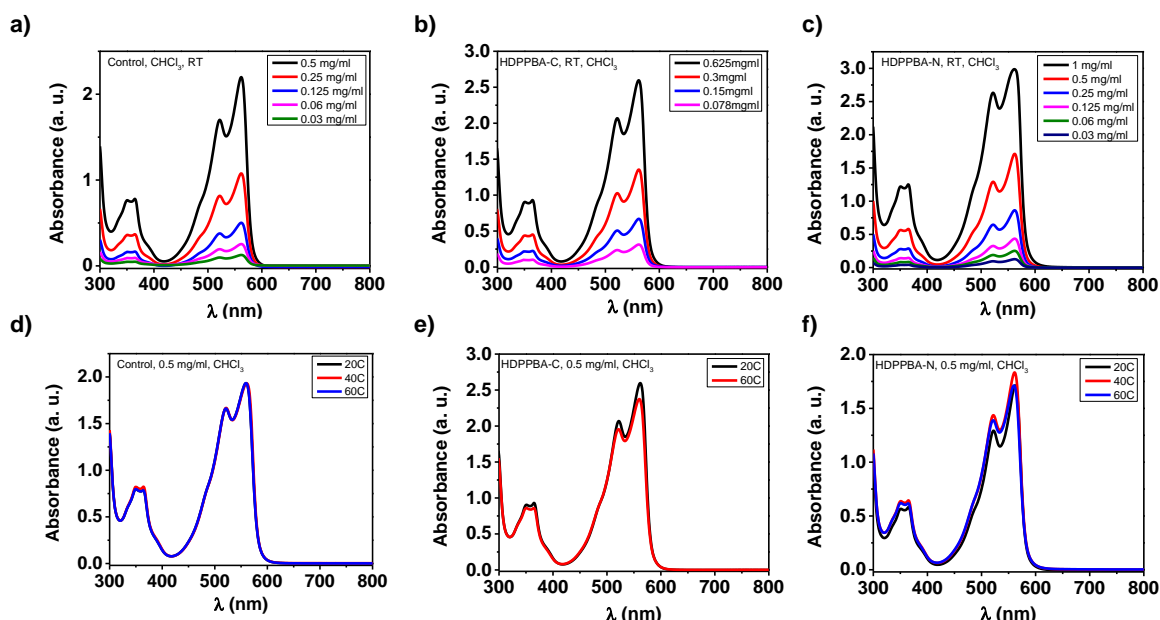 a)
Control, CHCl₃, RT
0.5 mg/ml
0.25 mg/ml
0.125 mg/ml
0.06 mg/ml
0.03 mg/ml
Absorbance (a. u.)
2
1
0
300 400 500 600 700 800
λ (nm)
b)
HDPPBA-C, RT, CHCl₃
0.625mgml
0.3mgml
0.15mgml
0.078mgml
Absorbance (a. u.)
3.0
2.5
2.0
1.5
1.0
0.5
0.0
300 400 500 600 700 800
λ (nm)
c)
HDPPBA-N, RT, CHCl₃
1 mg/ml
0.5 mg/ml
0.25 mg/ml
0.125 mg/ml
0.06 mg/ml
0.03 mg/ml
Absorbance (a. u.)
3.0
2.5
2.0
1.5
1.0
0.5
0.0
300 400 500 600 700 800
λ (nm)
d)
Control, 0.5 mg/ml, CHCl₃
20C
40C
60C
Absorbance (a. u.)
2.0
1.5
1.0
0.5
0.0
300 400 500 600 700 800
λ (nm)
e)
HDPPBA-C, 0.5 mg/ml, CHCl₃
20C
60C
Absorbance (a. u.)
3.0
2.5
2.0
1.5
1.0
0.5
0.0
300 400 500 600 700 800
λ (nm)
f)
HDPPBA-N, 0.5 mg/ml, CHCl₃
20C
40C
60C
Absorbance (a. u.)
2.0
1.5
1.0
0.5
0.0
300 400 500 600 700 800
λ (nm)